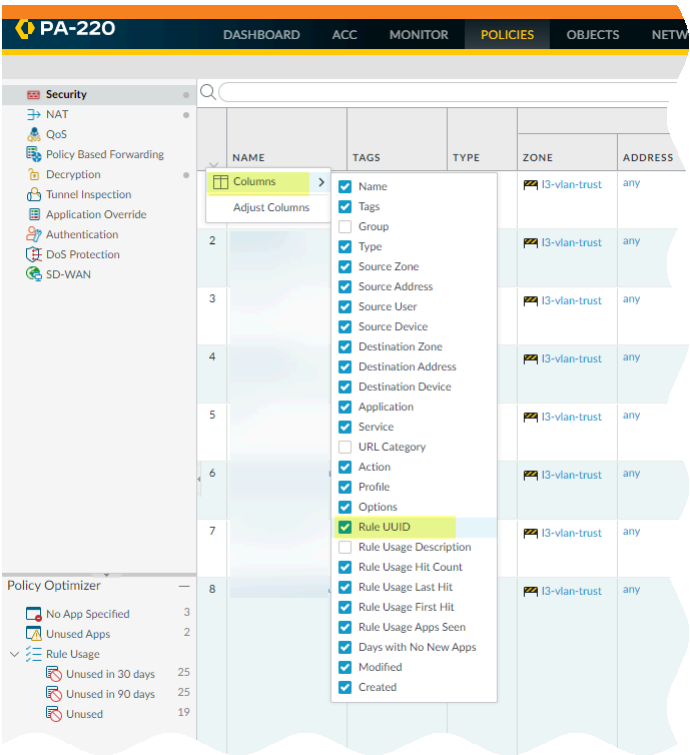 PA-220
DASHBOARD ACC MONITOR POLICIES OBJECTS
Security
NAT
QoS
Policy Based Forwarding
Decryption
Tunnel Inspection
Application Override
Authentication
DoS Protection
SD-WAN
NAME TAGS TYPE ZONE ADDRESS
Columns
Adjust Columns
Name
Tags
Group
Type
Source Zone
Source Address
Source User
Source Device
Destination Zone
Destination Address
Destination Device
Application
Service
URL Category
Action
Profile
Options
Rule UUID
Rule Usage Description
Rule Usage Hit Count
Rule Usage Last Hit
Rule Usage First Hit
Rule Usage Apps Seen
Days with No New Apps
Modified
Created
l3-vlan-trust any
2 l3-vlan-trust any
3 l3-vlan-trust any
4 l3-vlan-trust any
5 l3-vlan-trust any
6 l3-vlan-trust any
7 l3-vlan-trust any
8 l3-vlan-trust any
Policy Optimizer
No App Specified 3
Unused Apps 2
Rule Usage
Unused in 30 days 25
Unused in 90 days 25
Unused 19